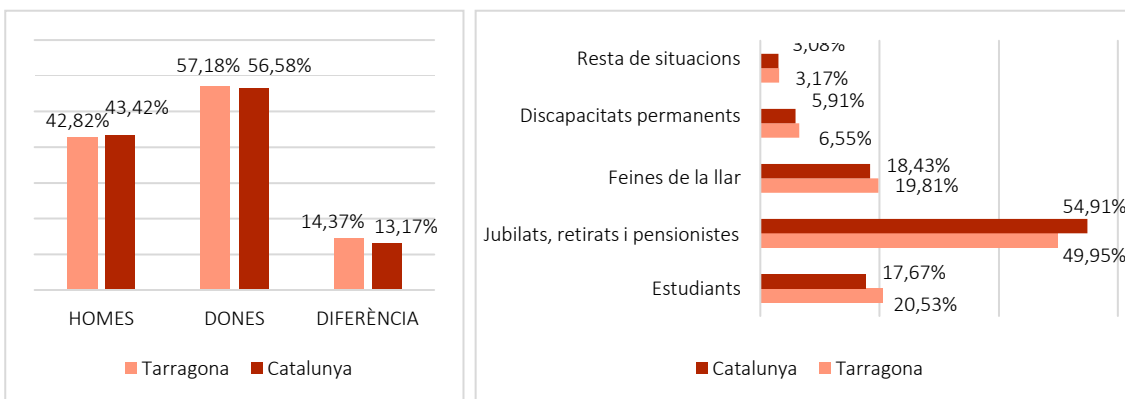 57,18% 56,58%
42,82% 43,42%
14,37% 13,17%
HOMES DONES DIFERÈNCIA
Tarragona Catalunya
3,08%
Resta de situacions
3,17%
5,91%
Discapacitats permanents
6,55%
18,43%
Feines de la llar
19,81%
54,91%
Jubilats, retirats i pensionistes
49,95%
17,67%
Estudiants
20,53%
Catalunya Tarragona